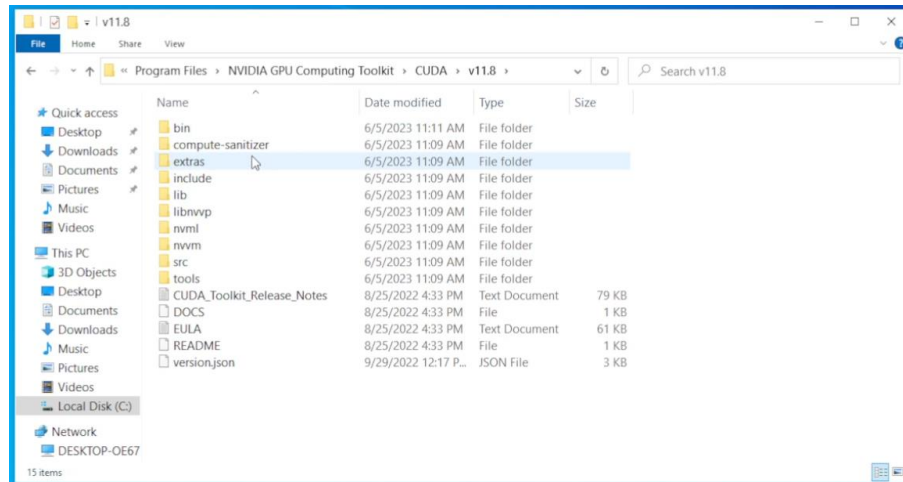 v11.8
File Home Share View
« Program Files › NVIDIA GPU Computing Toolkit › CUDA › v11.8 ›
Search v11.8
Name Date modified Type Size
Quick access
Desktop
Downloads
Documents
Pictures
Music
Videos
This PC
3D Objects
Desktop
Documents
Downloads
Music
Pictures
Videos
Local Disk (C:)
Network
DESKTOP-OE67
bin 6/5/2023 11:11 AM File folder
compute-sanitizer 6/5/2023 11:09 AM File folder
extras 6/5/2023 11:09 AM File folder
include 6/5/2023 11:09 AM File folder
lib 6/5/2023 11:09 AM File folder
libnvvp 6/5/2023 11:09 AM File folder
nvml 6/5/2023 11:09 AM File folder
nvvm 6/5/2023 11:09 AM File folder
src 6/5/2023 11:09 AM File folder
tools 6/5/2023 11:09 AM File folder
CUDA_Toolkit_Release_Notes 8/25/2022 4:33 PM Text Document 79 KB
DOCS 8/25/2022 4:33 PM File 1 KB
EULA 8/25/2022 4:33 PM Text Document 61 KB
README 8/25/2022 4:33 PM File 1 KB
version.json 9/29/2022 12:17 P... JSON File 3 KB
15 items